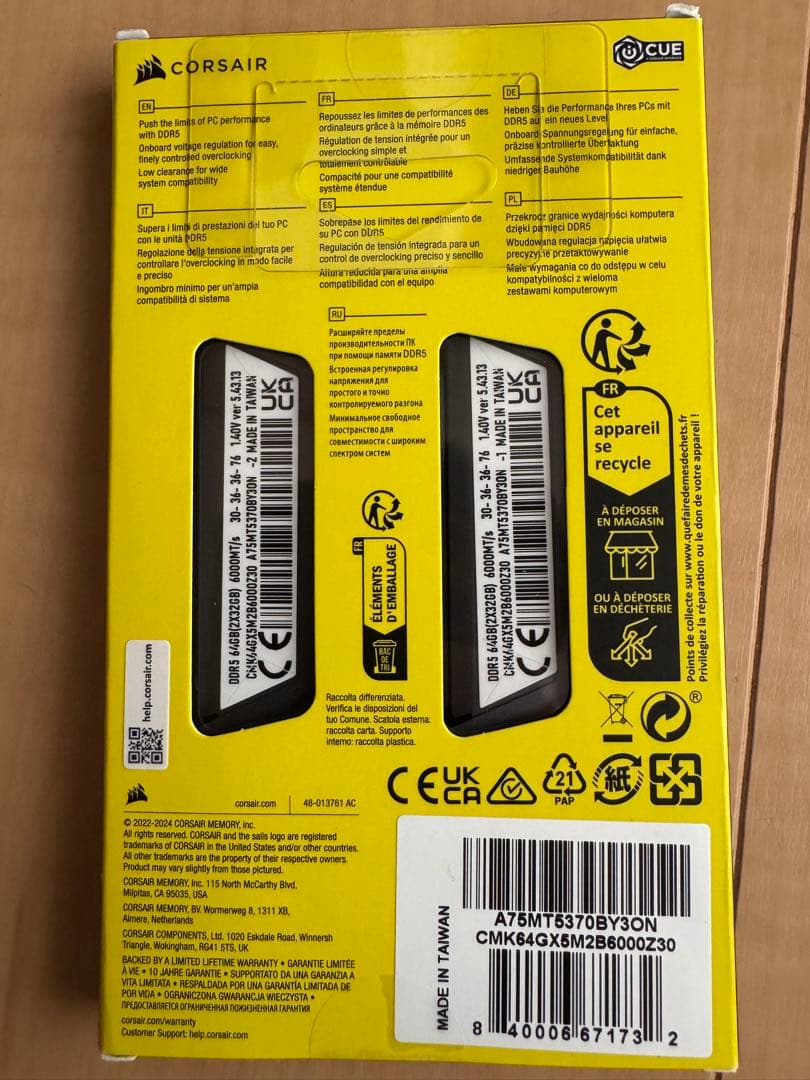 CORSAIR
iCUE
EN
Push the limits of PC performance
with DDR5
Onboard voltage regulation for easy,
finely controlled overclocking
Low clearance for wide
system compatibility
FR
Repoussez les limites de performances des
ordinateurs grâce à la mémoire DDR5
Régulation de tension intégrée pour un
overclocking simple et
totalement contrôlable
Compacité pour une compatibilité
système étendue
DE
Heben Sie die Performance Ihres PCs mit
DDR5 auf ein neues Level
Onboard-Spannungsregelung für einfache,
präzise kontrollierte Übertaktung
Umfassende Systemkompatibilität dank
niedriger Bauhöhe
IT
Supera i limiti di prestazioni del tuo PC
con le unità DDR5
Regolazione della tensione integrata per
controllare l'overclocking in modo facile
e preciso
Ingombro minimo per un'ampia
compatibilità di sistema
ES
Sobrepase los límites del rendimiento de
su PC con DDR5
Regulación de tensión integrada para un
control de overclocking preciso y sencillo
Altura reducida para una amplia
compatibilidad con el equipo
PL
Przekrocz granice wydajności komputera
dzięki pamięci DDR5
Wbudowana regulacja napięcia ułatwia
precyzyjne przetaktowywanie
Małe wymagania co do odstępu w celu
kompatybilności z wieloma
zestawami komputerowym
RU
Расширяйте пределы
производительности ПК
при помощи памяти DDR5
Встроенная регулировка
напряжения для
простого и точно
контролируемого разгона
Минимальное свободное
пространство для
совместимости с широким
спектром систем
DDR5 64GB(2X32GB) 6000MT/s 30-36-36-76 1.40V ver 5.43.13
CMK64GX5M2B6000Z30 A75MT5370BY3ON -2 MADE IN TAIWAN
CE
UK
CA
DDR5 64GB(2X32GB) 6000MT/s 30-36-36-76 1.40V ver 5.43.13
CMK64GX5M2B6000Z30 A75MT5370BY3ON -1 MADE IN TAIWAN
CE
UK
CA
FR
Cet
appareil
se
recycle
À DÉPOSER
EN MAGASIN
OU À DÉPOSER
EN DÉCHÈTERIE
Points de collecte sur www.quefairedemesdechets.fr
Privilégiez la réparation ou le don de votre appareil !
FR
ÉLÉMENTS
D'EMBALLAGE
BAC
DE
TRI
help.corsair.com
Raccolta differenziata.
Verifica le disposizioni del
tuo Comune. Scatola esterna:
raccolta carta. Supporto
interno: raccolta plastica.
®
CE
UK
CA
21
PAP
紙
corsair.com
48-013761 AC
© 2022-2024 CORSAIR MEMORY, Inc.
All rights reserved. CORSAIR and the sails logo are registered
trademarks of CORSAIR in the United States and/or other countries.
All other trademarks are the property of their respective owners.
Product may vary slightly from those pictured.
CORSAIR MEMORY, Inc. 115 North McCarthy Blvd,
Milpitas, CA 95035, USA
CORSAIR MEMORY, BV. Wormerweg 8, 1311 XB,
Almere, Netherlands
CORSAIR COMPONENTS, Ltd. 1020 Eskdale Road, Winnersh
Triangle, Wokingham, RG41 5TS, UK
BACKED BY A LIMITED LIFETIME WARRANTY • GARANTIE LIMITÉE
À VIE • 10 JAHRE GARANTIE • SUPPORTATO DA UNA GARANZIA A
VITA LIMITATA • RESPALDADA POR UNA GARANTÍA LIMITADA DE
POR VIDA • OGRANICZONA GWARANCJA WIECZYSTA •
ПРЕДОСТАВЛЯЕТСЯ ОГРАНИЧЕННАЯ ПОЖИЗНЕННАЯ ГАРАНТИЯ
corsair.com/warranty
Customer Support: help.corsair.com
MADE IN TAIWAN
A75MT5370BY3ON
CMK64GX5M2B6000Z30
8 40006 67173 2